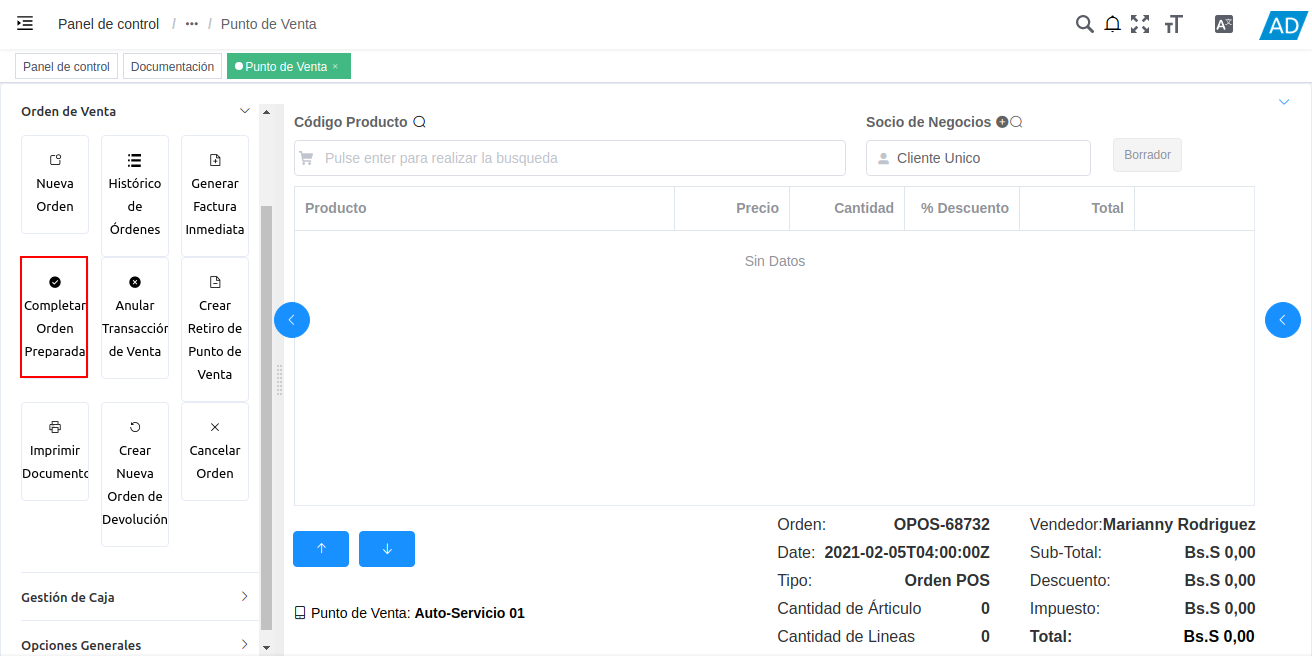 Panel de control / ••• / Punto de Venta
AD
Panel de control
Documentación
Punto de Venta ×
Orden de Venta
Nueva
Orden
Histórico
de
Órdenes
Generar
Factura
Inmediata
Completar
Orden
Preparada
Anular
Transacción
de Venta
Crear
Retiro de
Punto de
Venta
Imprimir
Documento
Crear
Nueva
Orden de
Devolución
Cancelar
Orden
Gestión de Caja
Opciones Generales
Código Producto
Pulse enter para realizar la busqueda
Socio de Negocios
Cliente Unico
Borrador
Producto Precio Cantidad % Descuento Total
Sin Datos
Punto de Venta: Auto-Servicio 01
Orden: OPOS-68732
Date: 2021-02-05T04:00:00Z
Tipo: Orden POS
Cantidad de Árticulo 0
Cantidad de Lineas 0
Vendedor:Marianny Rodriguez
Sub-Total: Bs.S 0,00
Descuento: Bs.S 0,00
Impuesto: Bs.S 0,00
Total: Bs.S 0,00